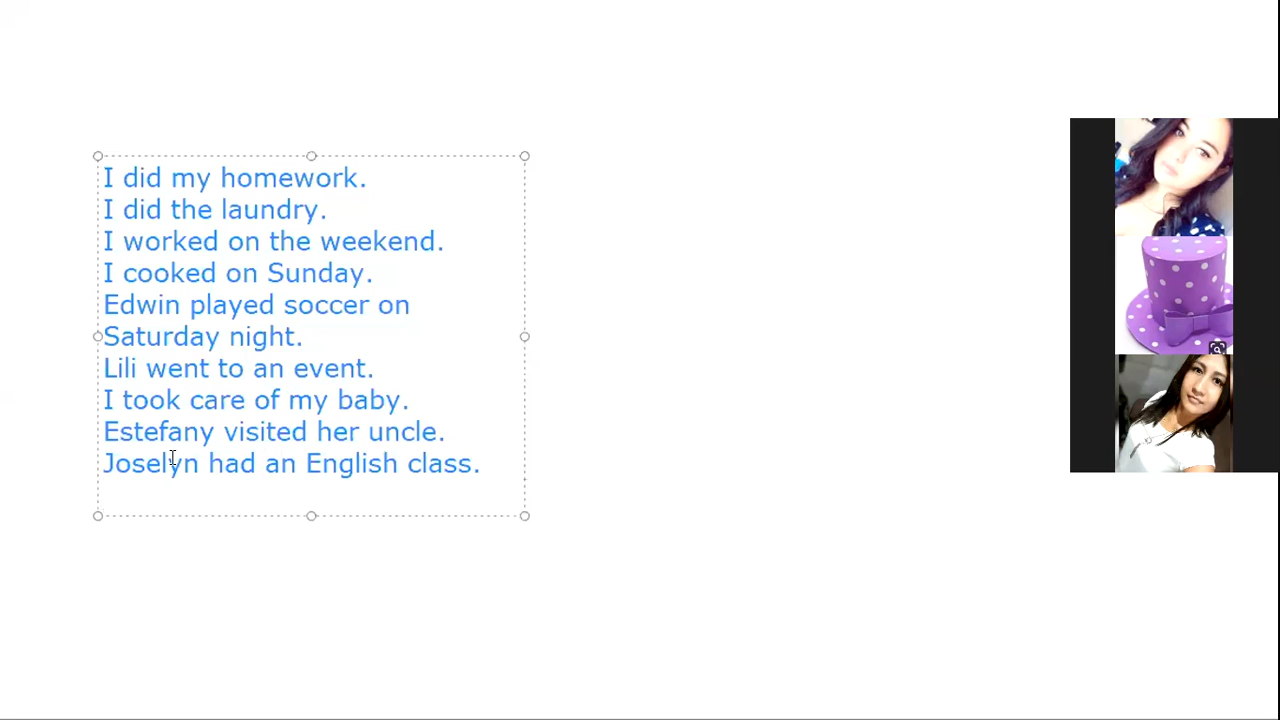 I did my homework.
I did the laundry.
I worked on the weekend.
I cooked on Sunday.
Edwin played soccer on
Saturday night.
Lili went to an event.
I took care of my baby.
Estefany visited her uncle.
Joselyn had an English class.